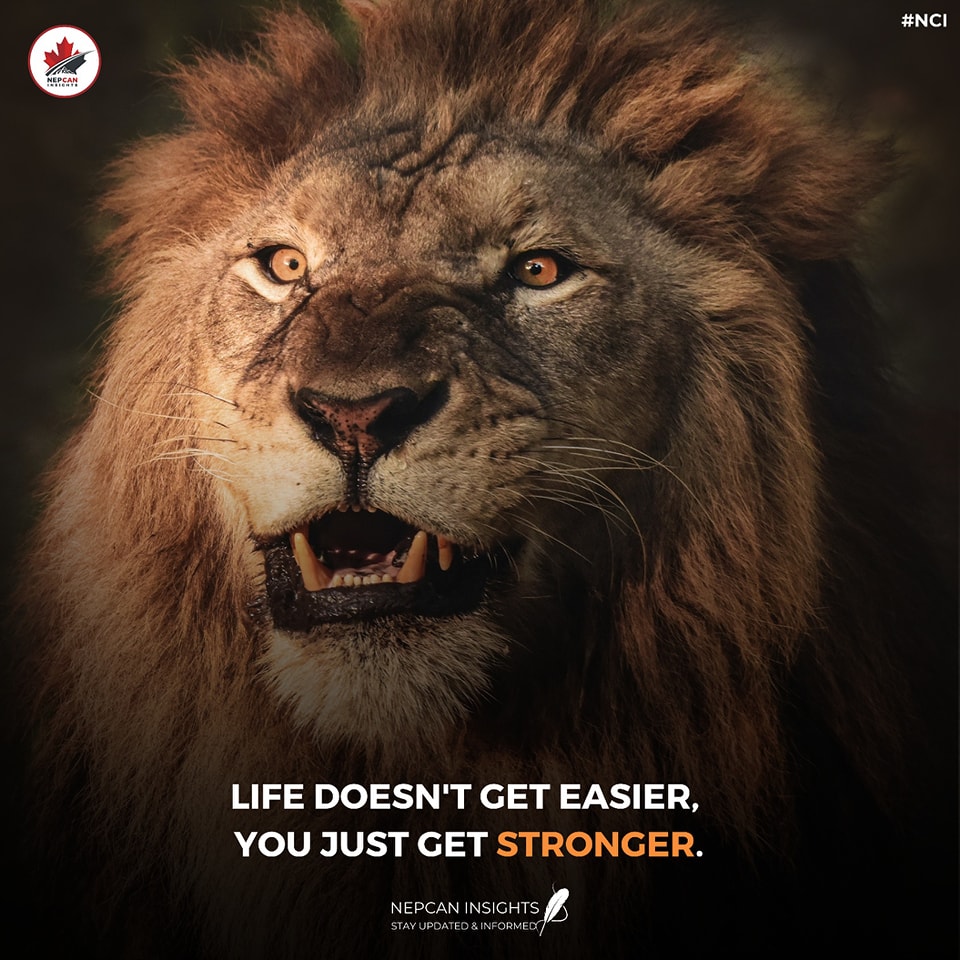 #NCI
NEPCAN
INSIGHTS
LIFE DOESN'T GET EASIER,
YOU JUST GET STRONGER.
NEPCAN INSIGHTS
STAY UPDATED & INFORMED